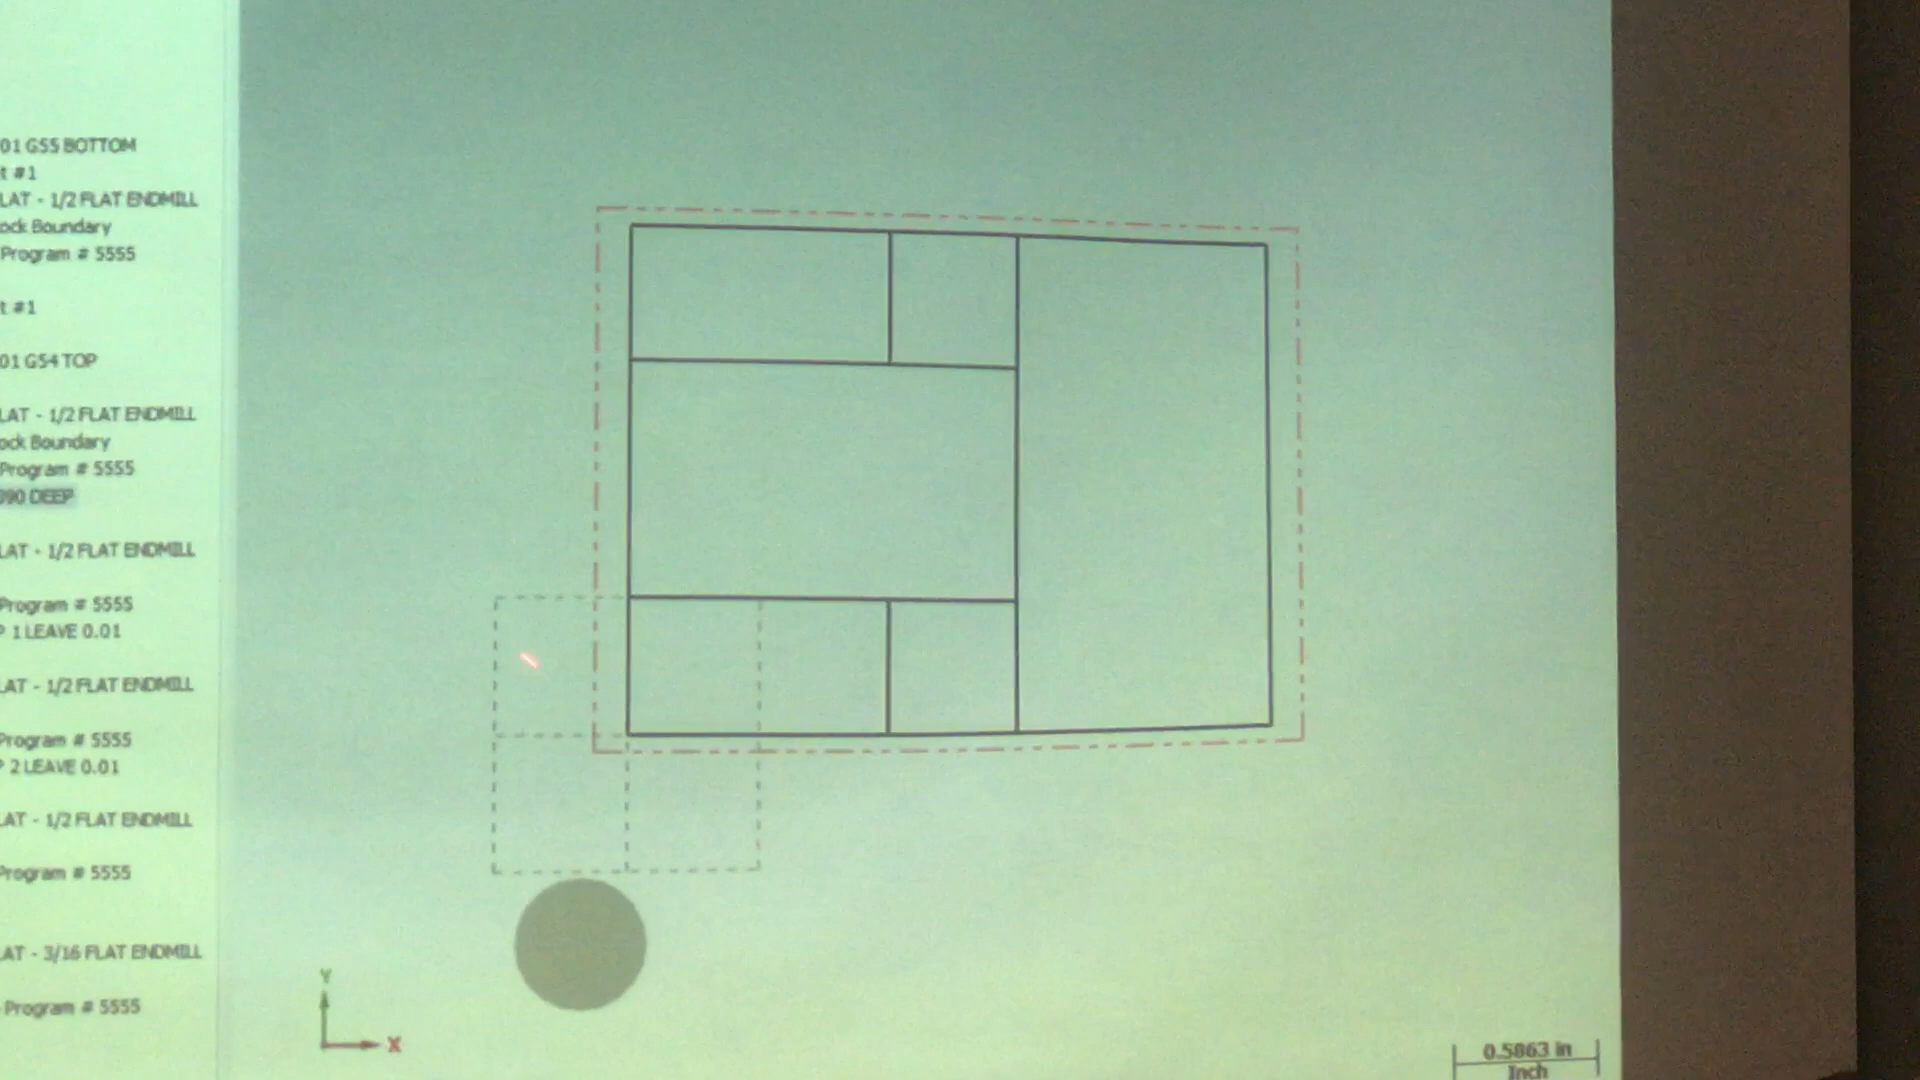 01 G55 BOTTOM
t #1
LAT - 1/2 FLAT ENDMILL
ock Boundary
Program # 5555
t #1
01 G54 TOP
LAT - 1/2 FLAT ENDMILL
ock Boundary
Program # 5555
090 DEEP
LAT - 1/2 FLAT ENDMILL
Program # 5555
P 1 LEAVE 0.01
LAT - 1/2 FLAT ENDMILL
Program # 5555
P 2 LEAVE 0.01
LAT - 1/2 FLAT ENDMILL
Program # 5555
LAT - 3/16 FLAT ENDMILL
Program # 5555
Y
X
0.5863 in
Inch